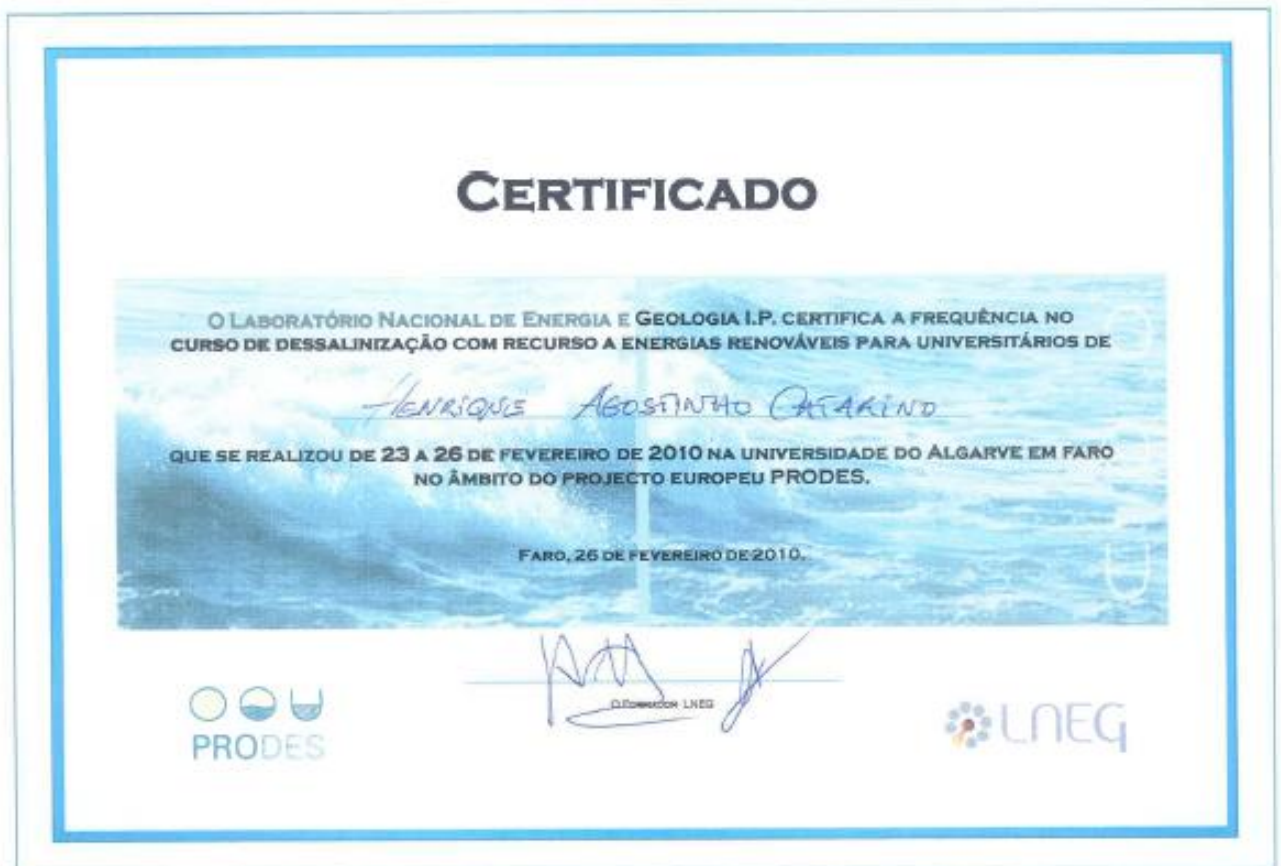 CERTIFICADO
O LABORATÓRIO NACIONAL DE ENERGIA E GEOLOGIA I.P. CERTIFICA A FREQUÊNCIA NO
CURSO DE DESSALINIZAÇÃO COM RECURSO A ENERGIAS RENOVÁVEIS PARA UNIVERSITÁRIOS DE
HENRIQUE AGOSTINHO CATARINO
QUE SE REALIZOU DE 23 A 26 DE FEVEREIRO DE 2010 NA UNIVERSIDADE DO ALGARVE EM FARO
NO ÂMBITO DO PROJECTO EUROPEU PRODES.
FARO, 26 DE FEVEREIRO DE 2010.
O FORMADOR LNEG
PRODES
LNEG